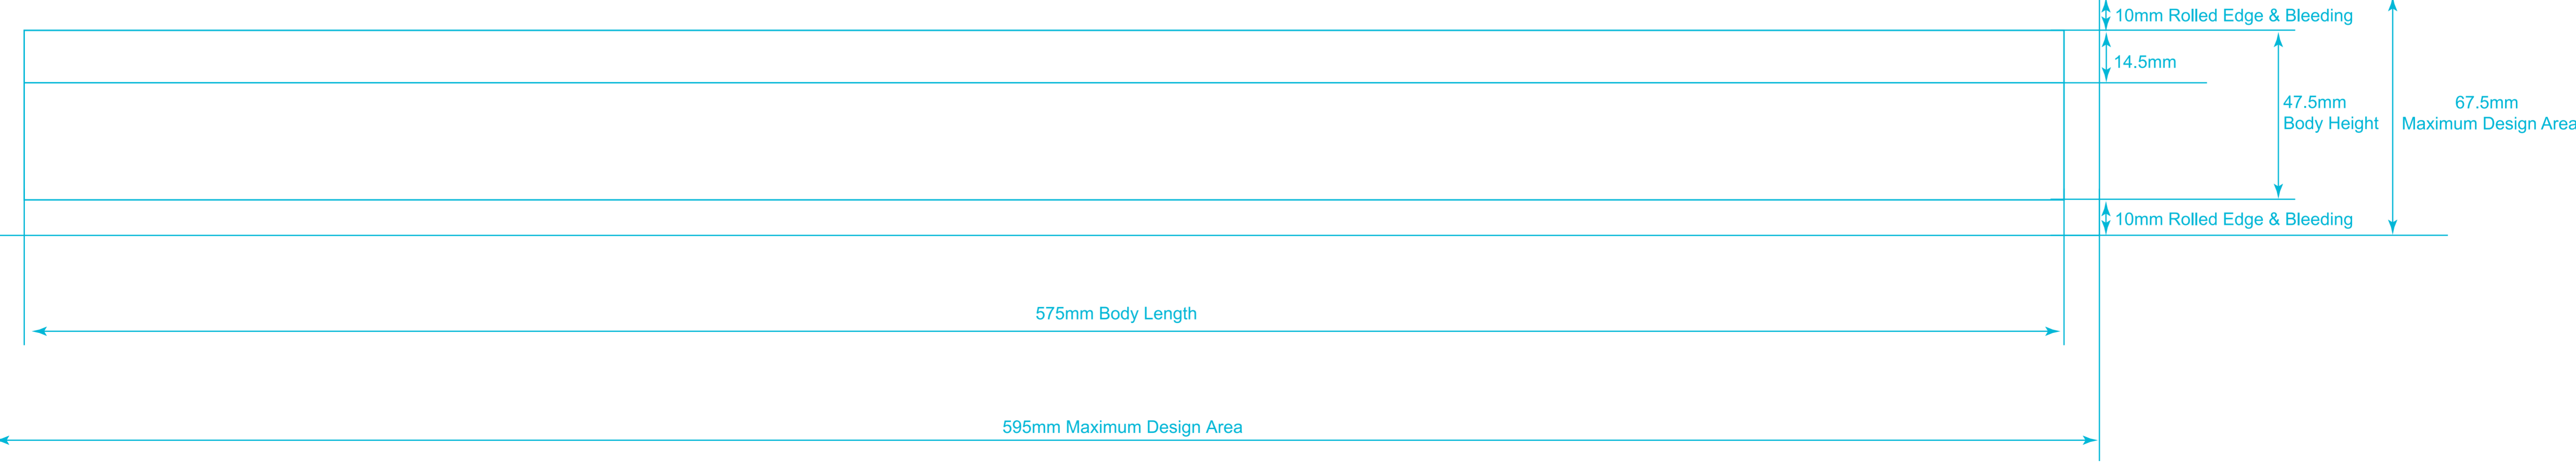 10mm Rolled Edge & Bleeding
14.5mm
47.5mm
Body Height
67.5mm
Maximum Design Area
10mm Rolled Edge & Bleeding
575mm Body Length
595mm Maximum Design Area